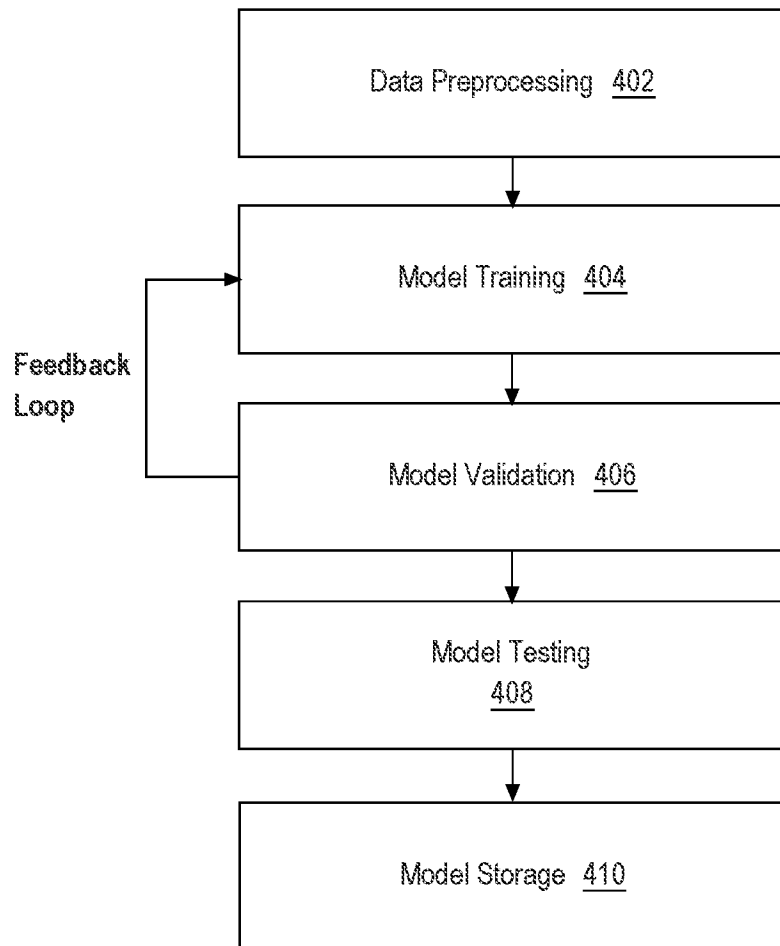 Data Preprocessing 402
Model Training 404
Feedback
Loop
Model Validation 406
Model Testing
408
Model Storage 410